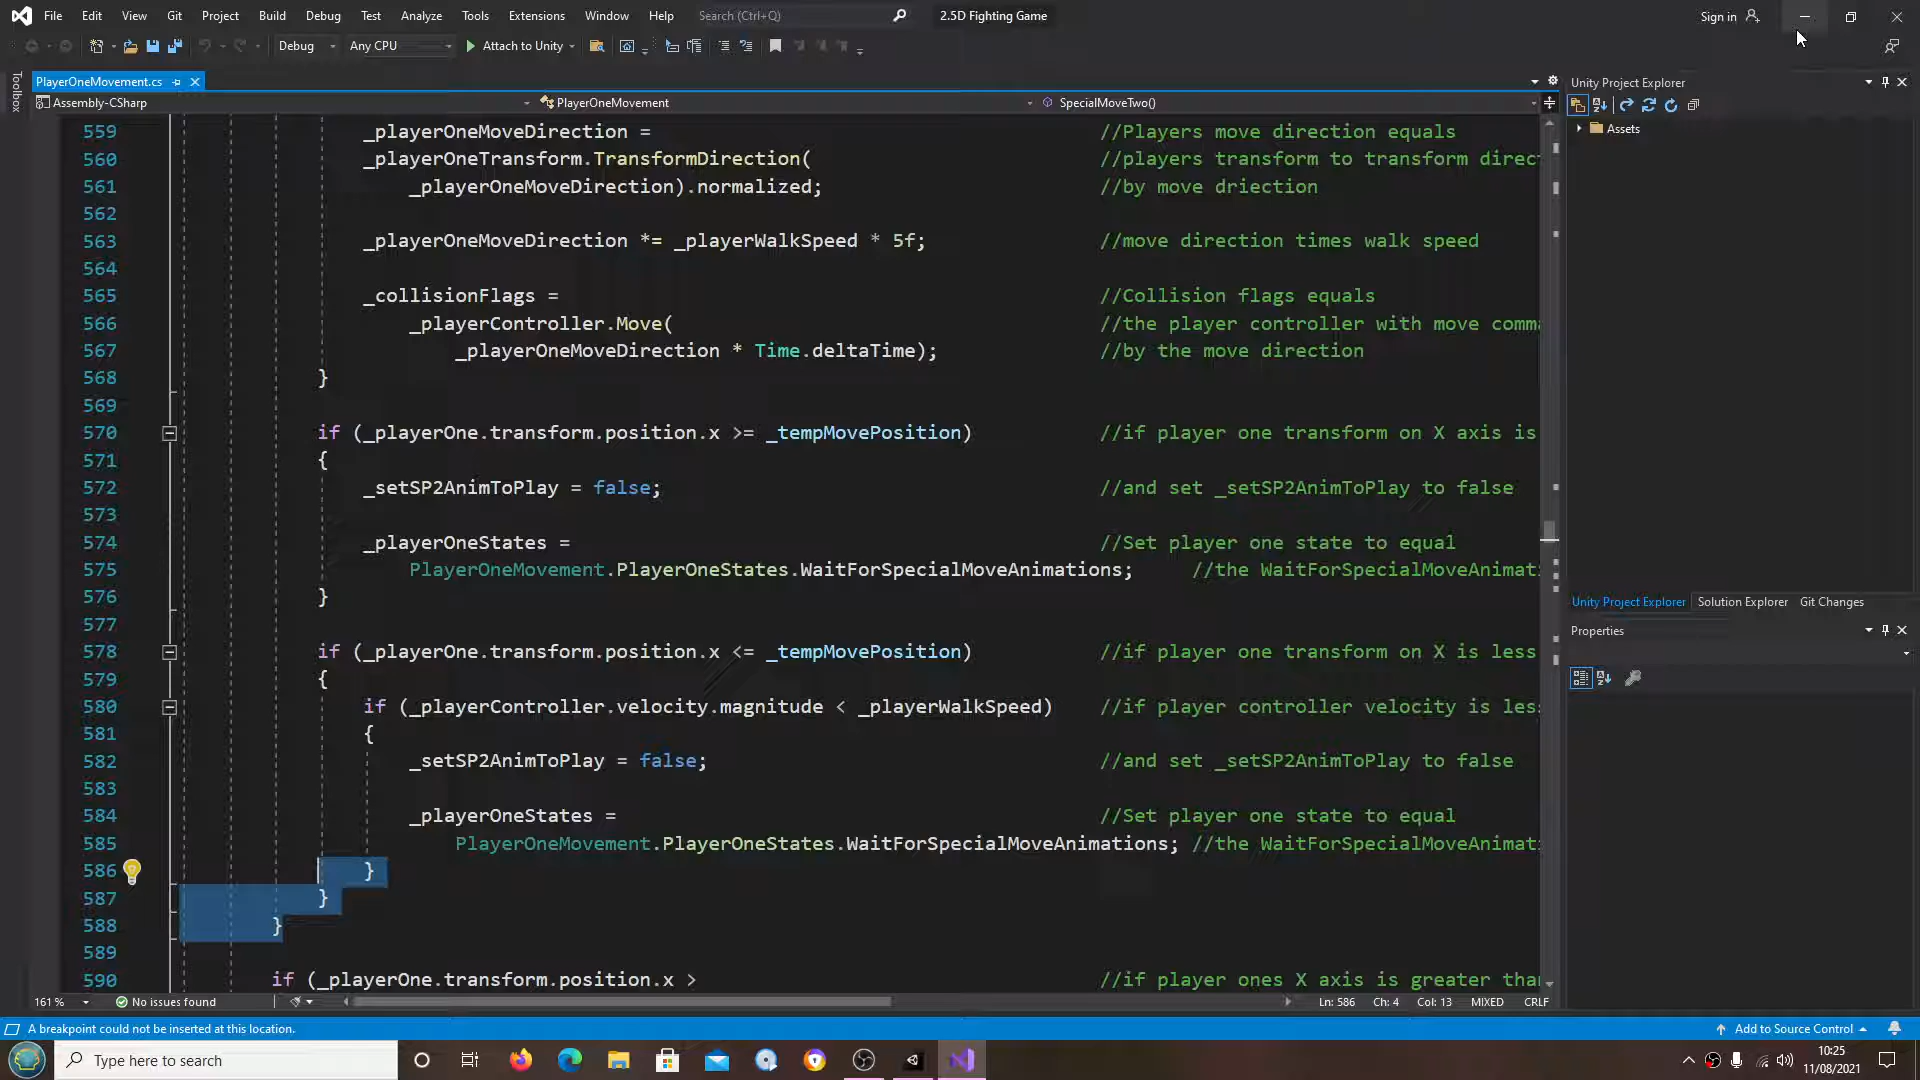 File Edit View Git Project Build Debug Test Analyze Tools Extensions Window Help Search (Ctrl+Q) 2.5D Fighting Game Sign in
Debug Any CPU Attach to Unity
Toolbox
PlayerOneMovement.cs
Unity Project Explorer
Assembly-CSharp PlayerOneMovement SpecialMoveTwo()
Assets
559 _playerOneMoveDirection = //Players move direction equals
560 _playerOneTransform.TransformDirection( //players transform to transform direct
561 _playerOneMoveDirection).normalized; //by move driection
562
563 _playerOneMoveDirection *= _playerWalkSpeed * 5f; //move direction times walk speed
564
565 _collisionFlags = //Collision flags equals
566 _playerController.Move( //the player controller with move comma
567 _playerOneMoveDirection * Time.deltaTime); //by the move direction
568 }
569
570 if (_playerOne.transform.position.x >= _tempMovePosition) //if player one transform on X axis is
571 {
572 _setSP2AnimToPlay = false; //and set _setSP2AnimToPlay to false
573
574 _playerOneStates = //Set player one state to equal
575 PlayerOneMovement.PlayerOneStates.WaitForSpecialMoveAnimations; //the WaitForSpecialMoveAnimati
576 }
577
578 if (_playerOne.transform.position.x <= _tempMovePosition) //if player one transform on X is less
579 {
580 if (_playerController.velocity.magnitude < _playerWalkSpeed) //if player controller velocity is les
581 {
582 _setSP2AnimToPlay = false; //and set _setSP2AnimToPlay to false
583
584 _playerOneStates = //Set player one state to equal
585 PlayerOneMovement.PlayerOneStates.WaitForSpecialMoveAnimations; //the WaitForSpecialMoveAnimati
586 }
587 }
588 }
589
590 if (_playerOne.transform.position.x > //if player ones X axis is greater than
Unity Project Explorer Solution Explorer Git Changes
Properties
161 % No issues found Ln: 586 Ch: 4 Col: 13 MIXED CRLF
A breakpoint could not be inserted at this location. Add to Source Control
Type here to search
10:25
11/08/2021